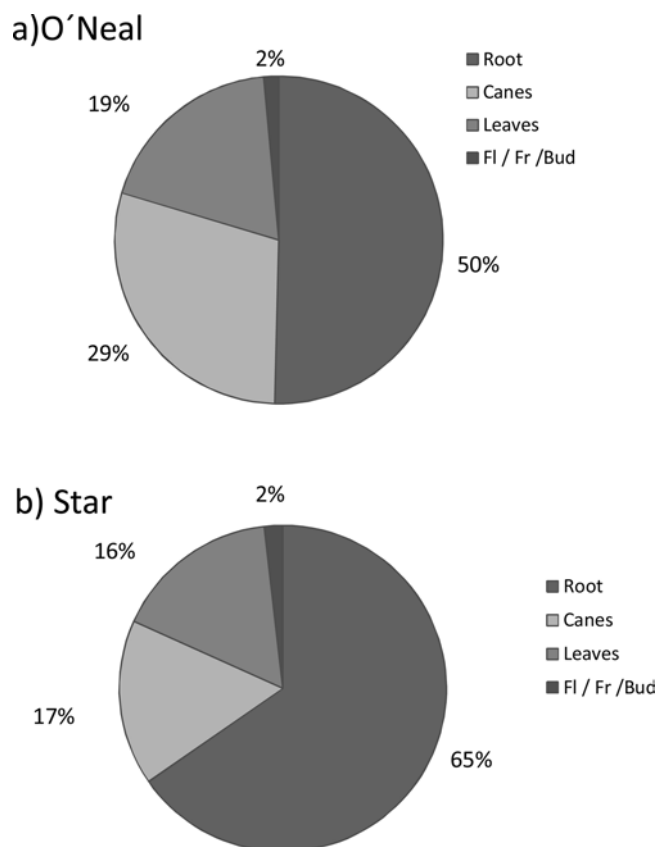 a)O´Neal
2%
19%
50%
29%
Root
Canes
Leaves
Fl / Fr /Bud
b) Star
2%
16%
17%
65%
Root
Canes
Leaves
Fl / Fr /Bud